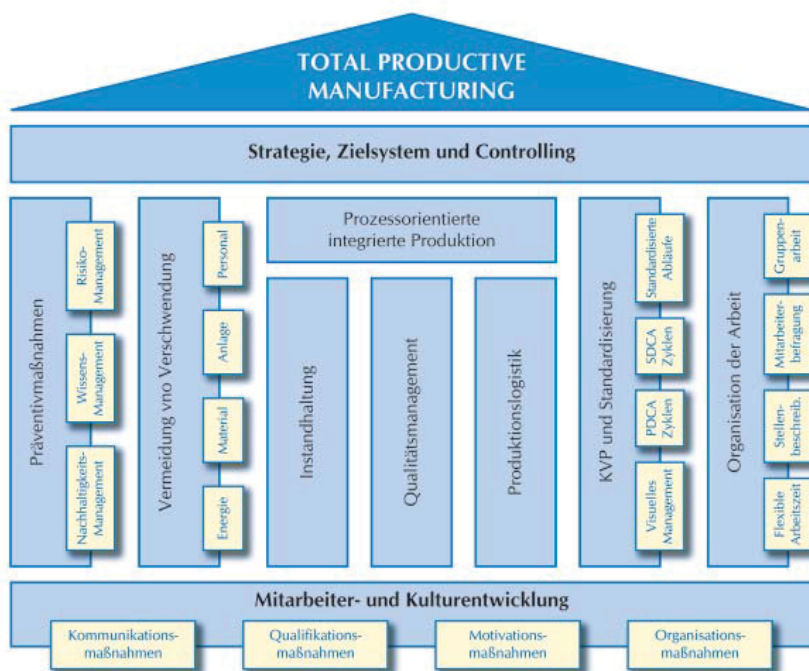 TOTAL PRODUCTIVE
MANUFACTURING
Strategie, Zielsystem und Controlling
Präventivmaßnahmen
Risiko-
Management
Wissens-
Management
Nachhaltigkeits-
Management
Vermeidung vno Verschwendung
Personal
Anlage
Material
Energie
Prozessorientierte
integrierte Produktion
Instandhaltung
Qualitätsmanagement
Produktionslogistik
KVP und Standardisierung
Standardisierte
Abläufe
SDCA
Zyklen
PDCA
Zyklen
Visuelles
Management
Organisation der Arbeit
Gruppen-
arbeit
Mitarbeiter-
befragung
Stellen-
beschreib.
Flexible
Arbeitszeit
Mitarbeiter- und Kulturentwicklung
Kommunikations-
maßnahmen
Qualifikations-
maßnahmen
Motivations-
maßnahmen
Organisations-
maßnahmen